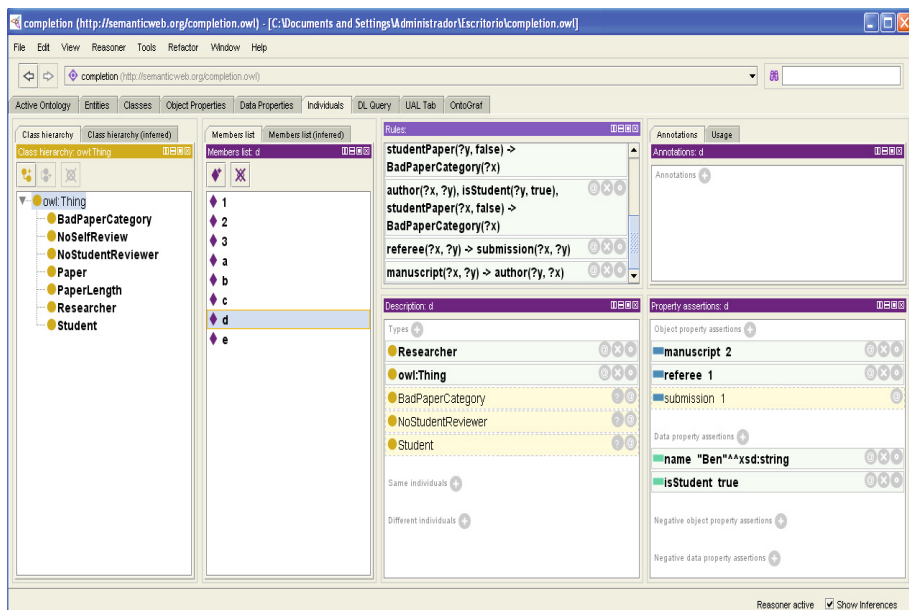 completion (http://semanticweb.org/completion.owl) - [C:\Documents and Settings\Administrador\Escritorio\completion.owl]
File Edit View Reasoner Tools Refactor Window Help
completion (http://semanticweb.org/completion.owl)
Active Ontology Entities Classes Object Properties Data Properties Individuals DL Query UAL Tab OntoGraf
Class hierarchy Class hierarchy (inferred)
Class hierarchy: owl:Thing
owl:Thing
BadPaperCategory
NoSelfReview
NoStudentReviewer
Paper
PaperLength
Researcher
Student
Members list Members list (inferred)
Members list: d
1
2
3
a
b
c
d
e
Rules:
studentPaper(?y, false) ->
BadPaperCategory(?x)
author(?x, ?y), isStudent(?y, true),
studentPaper(?x, false) ->
BadPaperCategory(?x)
referee(?x, ?y) -> submission(?x, ?y)
manuscript(?x, ?y) -> author(?y, ?x)
Description: d
Types
Researcher
owl:Thing
BadPaperCategory
NoStudentReviewer
Student
Same individuals
Different individuals
Annotations Usage
Annotations: d
Annotations
Property assertions: d
Object property assertions
manuscript 2
referee 1
submission 1
Data property assertions
name "Ben"^^xsd:string
isStudent true
Negative object property assertions
Negative data property assertions
Reasoner active Show Inferences